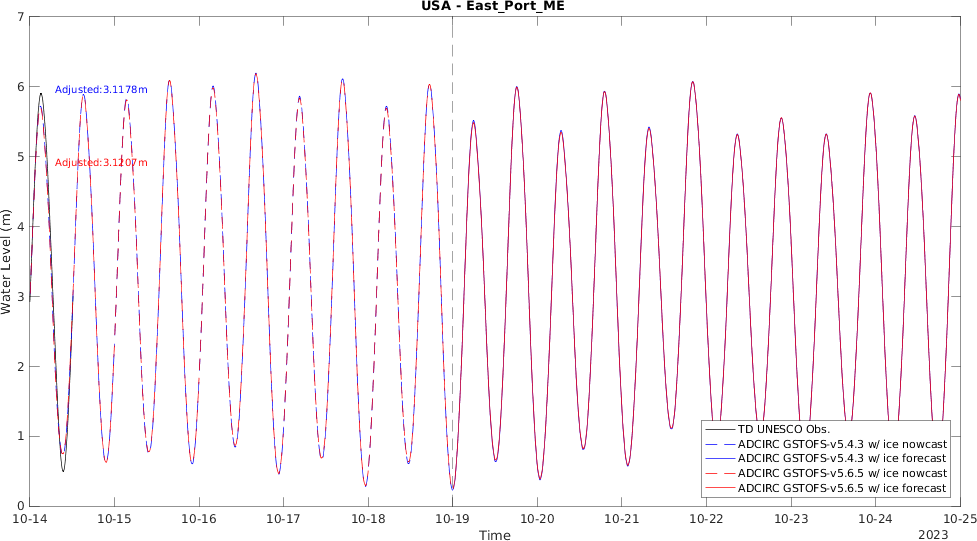 USA - East_Port_ME
7
6
5
4
3
2
1
0
Water Level (m)
Adjusted:3.1178m
Adjusted:3.1207m
TD UNESCO Obs.
ADCIRC GSTOFS-v5.4.3 w/ ice nowcast
ADCIRC GSTOFS-v5.4.3 w/ ice forecast
ADCIRC GSTOFS-v5.6.5 w/ ice nowcast
ADCIRC GSTOFS-v5.6.5 w/ ice forecast
10-14 10-15 10-16 10-17 10-18 10-19 10-20 10-21 10-22 10-23 10-24 10-25
Time
2023